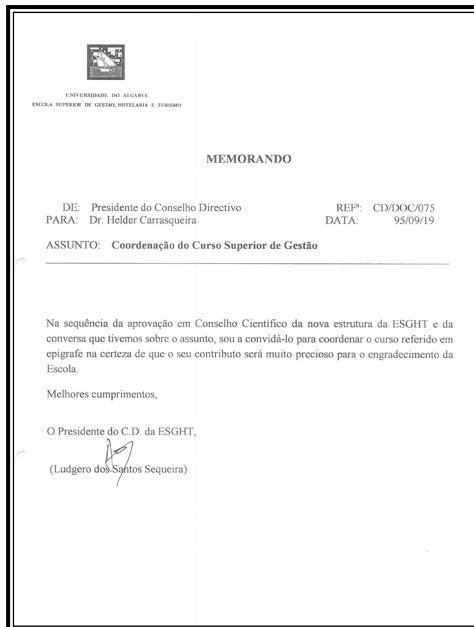 UNIVERSIDADE DO ALGARVE
ESCOLA SUPERIOR DE GESTÃO, HOTELARIA E TURISMO
MEMORANDO
DE: Presidente do Conselho Directivo REFª: CD/DOC/075
PARA: Dr. Helder Carrasqueira DATA: 95/09/19
ASSUNTO: Coordenação do Curso Superior de Gestão
Na sequência da aprovação em Conselho Científico da nova estrutura da ESGHT e da
conversa que tivemos sobre o assunto, sou a convidá-lo para coordenar o curso referido em
epígrafe na certeza de que o seu contributo será muito precioso para o engradecimento da
Escola.
Melhores cumprimentos,
O Presidente do C.D. da ESGHT,
(Ludgero dos Santos Sequeira)